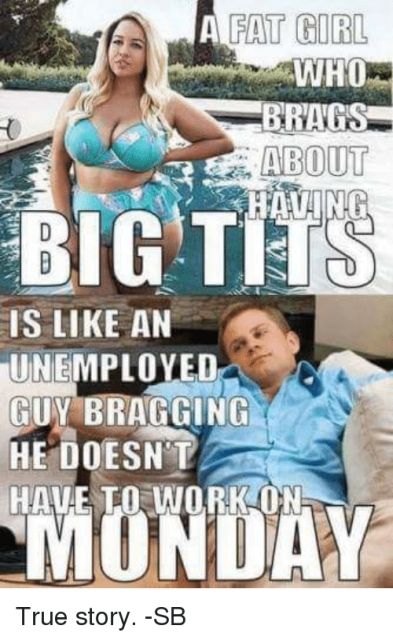 A FAT GIRL
WHO
BRAGS
ABOUT
HAVING
BIG TITS
IS LIKE AN
UNEMPLOYED
GUY BRAGGING
HE DOESN'T
HAVE TO WORK ON
MONDAY
True story. -SB